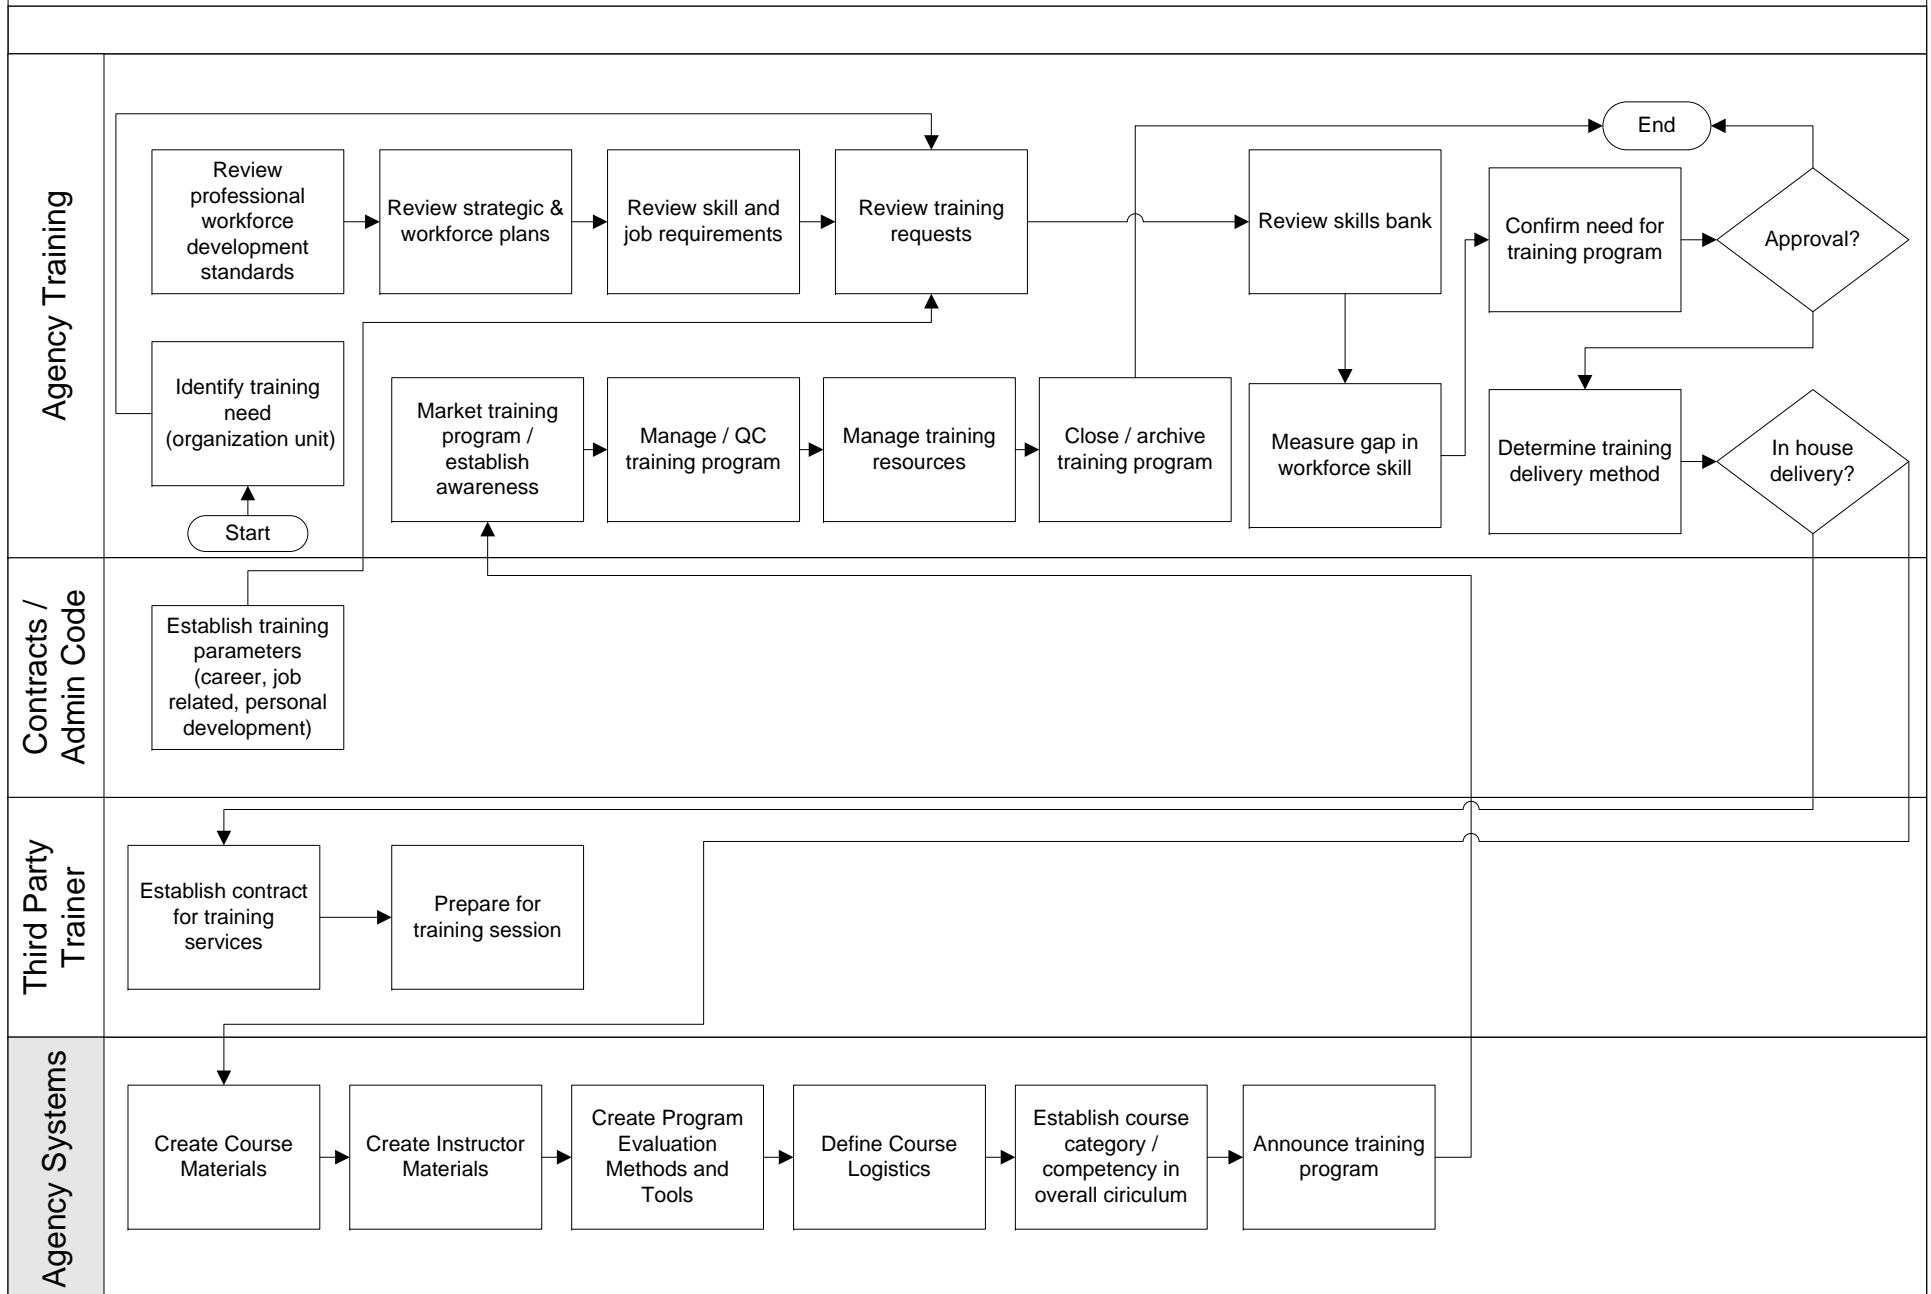 Agency Training
Review
professional
workforce
development
standards
Review strategic &
workforce plans
Review skill and
job requirements
Review training
requests
Review skills bank
Confirm need for
training program
End
Approval?
Identify training
need
(organization unit)
Start
Market training
program /
establish
awareness
Manage / QC
training program
Manage training
resources
Close / archive
training program
Measure gap in
workforce skill
Determine training
delivery method
In house
delivery?
Contracts /
Admin Code
Establish training
parameters
(career, job
related, personal
development)
Third Party
Trainer
Establish contract
for training
services
Prepare for
training session
Agency Systems
Create Course
Materials
Create Instructor
Materials
Create Program
Evaluation
Methods and
Tools
Define Course
Logistics
Establish course
category /
competency in
overall ciriculum
Announce training
program